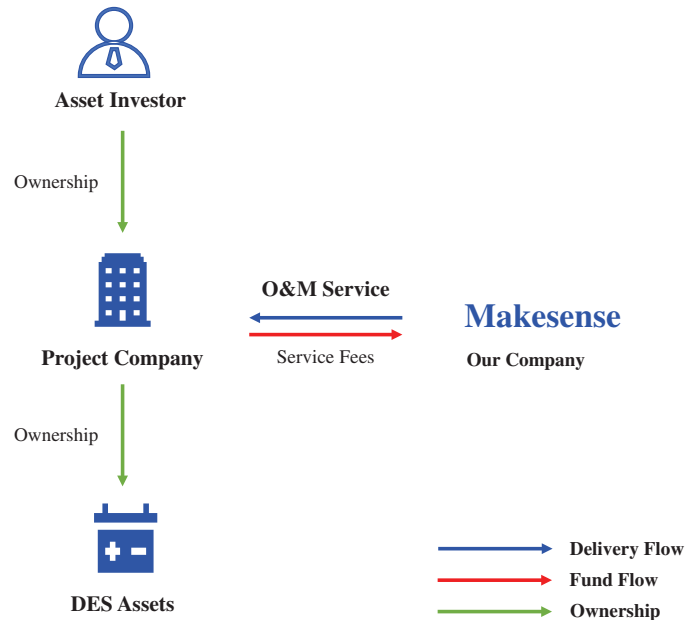 Asset Investor
Ownership
O&M Service
Makesense
Project Company
Service Fees
Our Company
Ownership
DES Assets
Delivery Flow
Fund Flow
Ownership